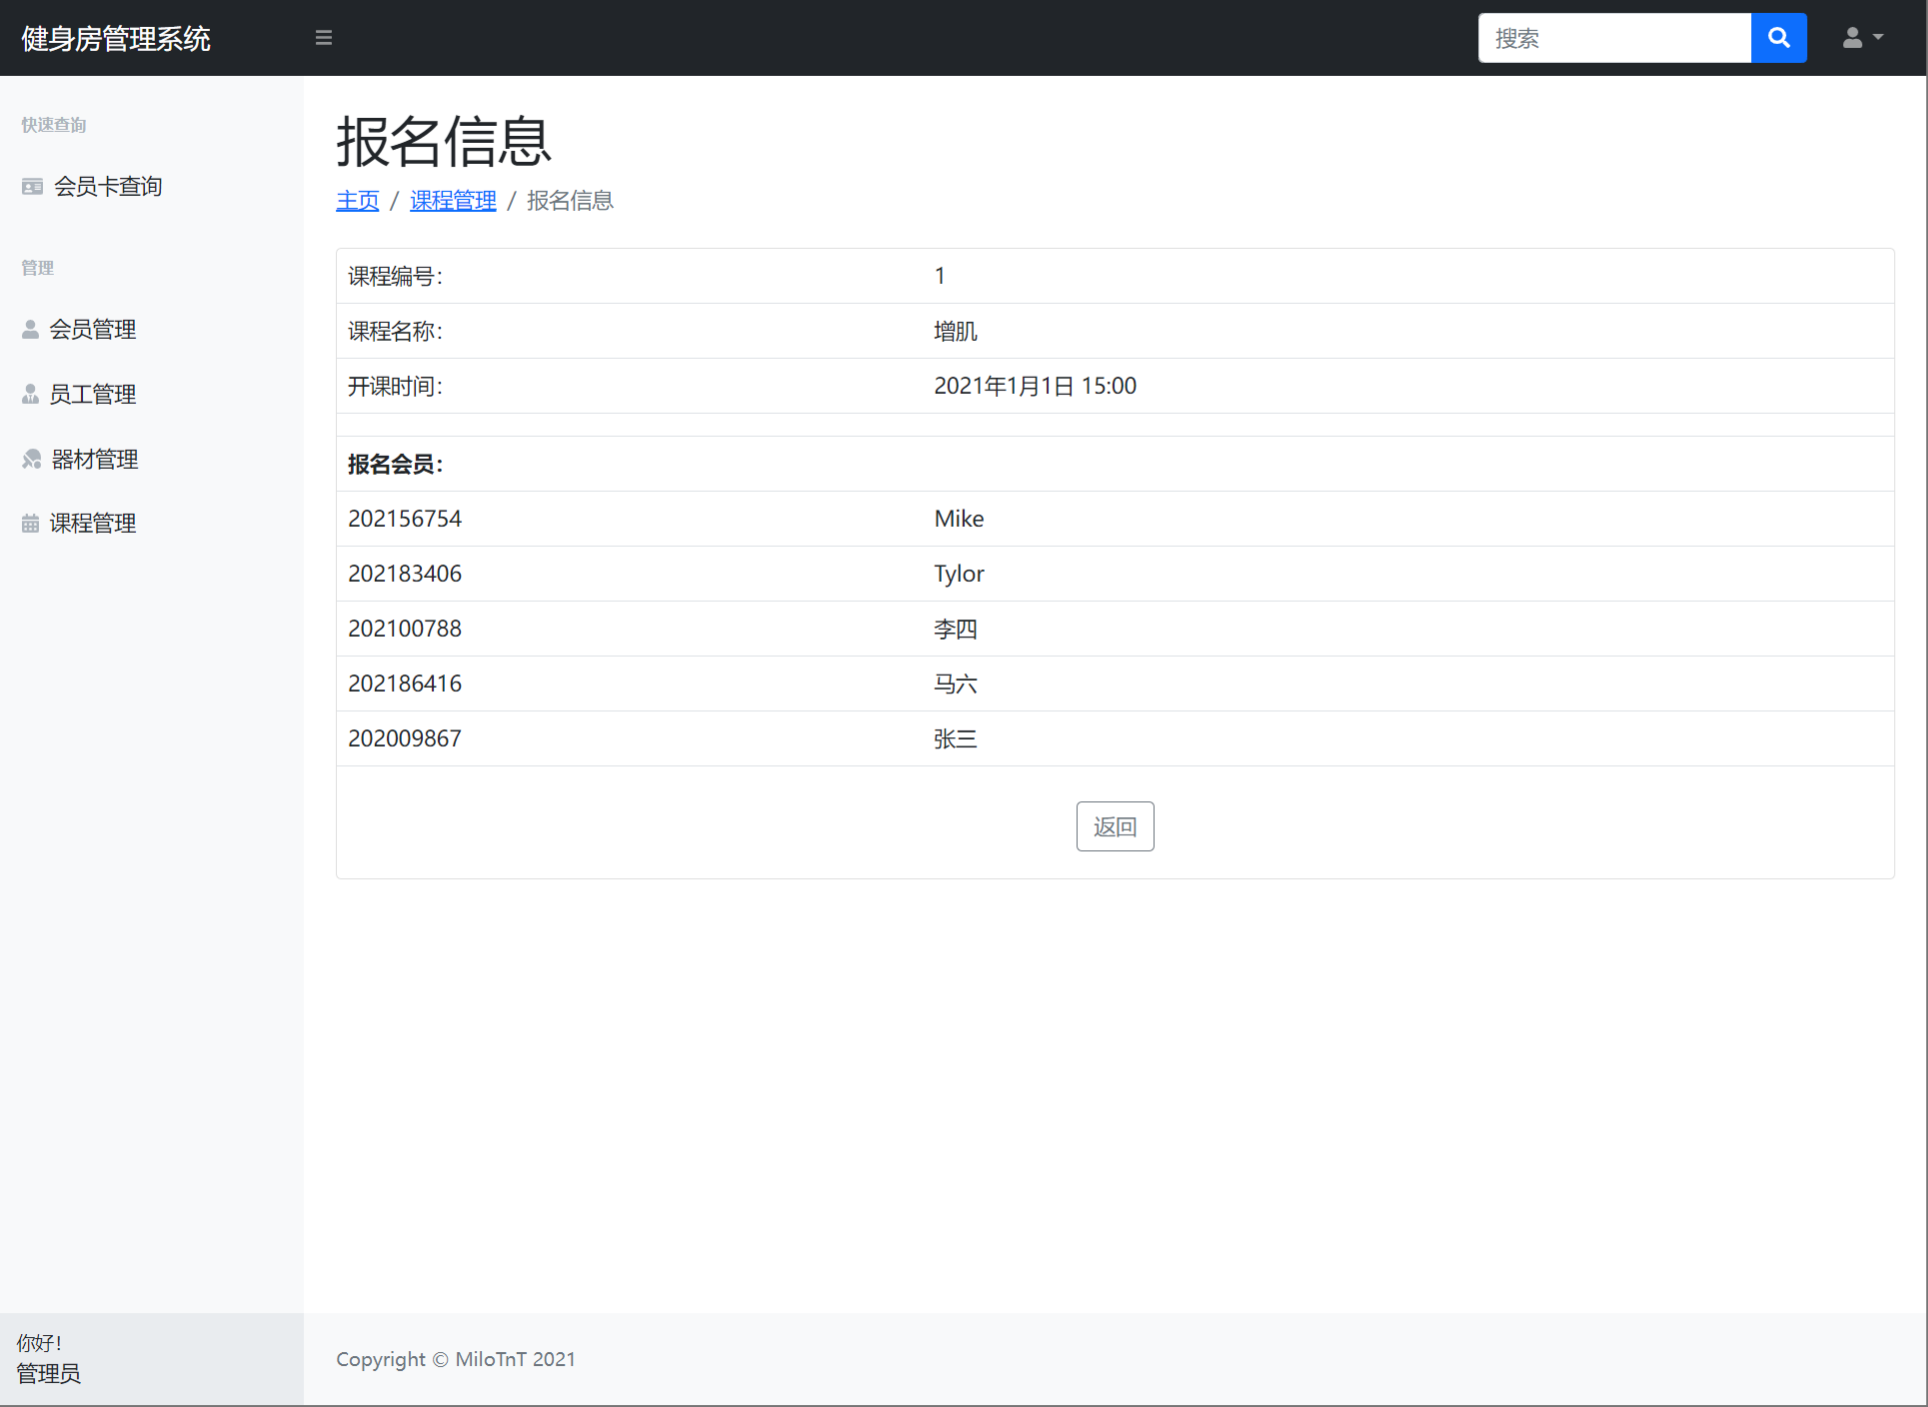 健身房管理系统
搜索
快速查询
会员卡查询
管理
会员管理
员工管理
器材管理
课程管理
报名信息
主页 / 课程管理 / 报名信息
课程编号： 1
课程名称： 增肌
开课时间： 2021年1月1日 15:00
报名会员：
202156754 Mike
202183406 Tylor
202100788 李四
202186416 马六
202009867 张三
返回
你好！
管理员
Copyright © MiloTnT 2021